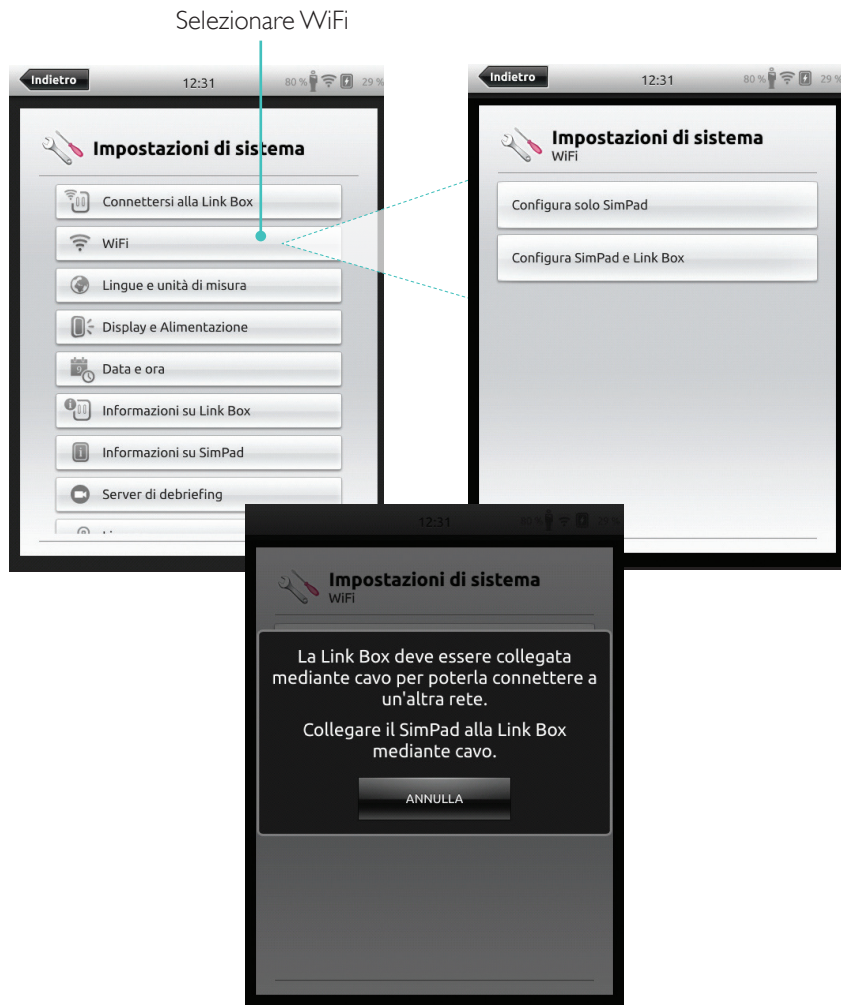 Selezionare WiFi
Indietro
12:31
80 %
29 %
Impostazioni di sistema
Connettersi alla Link Box
WiFi
Lingue e unità di misura
Display e Alimentazione
Data e ora
Informazioni su Link Box
Informazioni su SimPad
Server di debriefing
Indietro
12:31
80 %
29 %
Impostazioni di sistema
WiFi
Configura solo SimPad
Configura SimPad e Link Box
12:31
80 %
29 %
Impostazioni di sistema
WiFi
La Link Box deve essere collegata
mediante cavo per poterla connettere a
un'altra rete.
Collegare il SimPad alla Link Box
mediante cavo.
ANNULLA